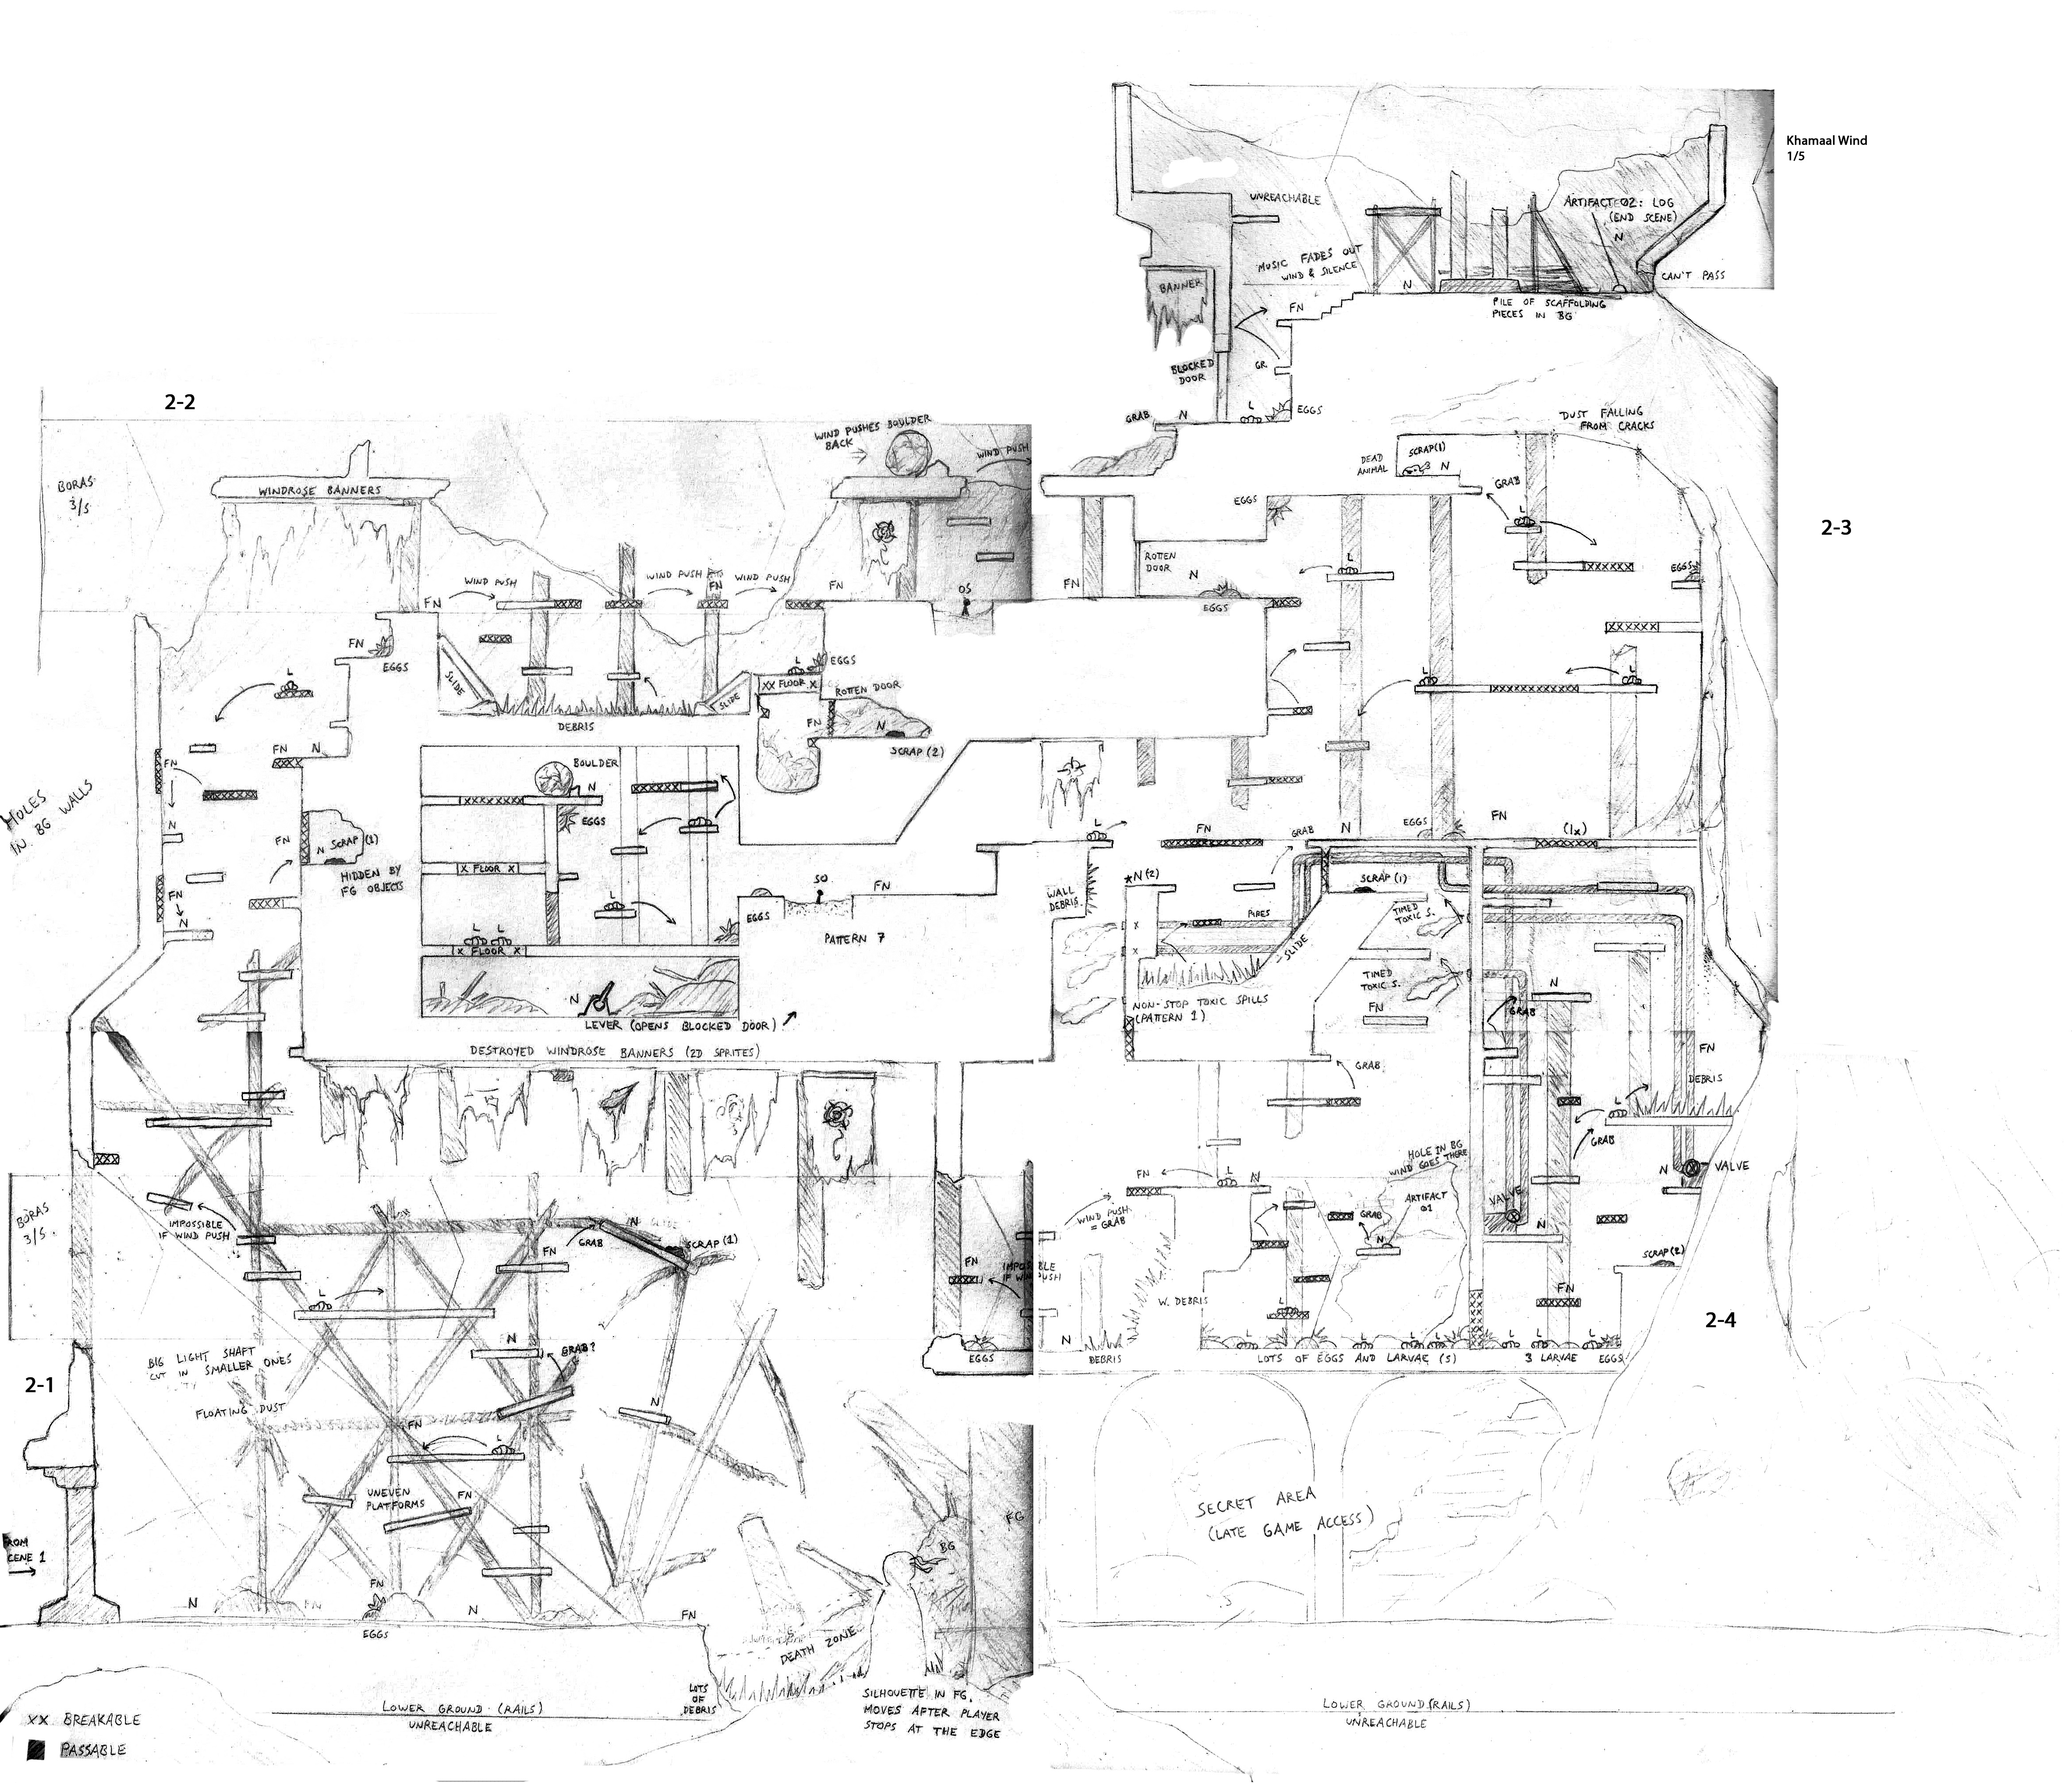 Khamaal Wind
1/5
UNREACHABLE
ARTIFACT 02: LOG
(END SCENE)
N
MUSIC FADES OUT
WIND & SILENCE
CAN'T PASS
BANNER
N
FN
PILE OF SCAFFOLDING
PIECES IN BG
BLOCKED
DOOR
GR.
GRAB
N
L
EGGS
2-2
DUST FALLING
FROM CRACKS
WIND PUSHES BOULDER
BACK
WIND PUSH
BORAS
3/5
WINDROSE BANNERS
DEAD
ANIMAL
SCRAP(1)
N
GRAB
L
EGGS
2-3
ROTTEN
DOOR
N
EGGS
L
EGGS
FN
WIND PUSH
WIND PUSH
FN
WIND PUSH
FN
OS
FN
FN
EGGS
L
SLIDE
SLIDE
DEBRIS
L
EGGS
XX FLOOR X
ROTTEN DOOR
FN
N
SCRAP (2)
L
L
HOLES
IN BG WALLS
FN
N
FN
N
FN
N
FN
N
SCRAP (1)
HIDDEN BY
FG OBJECTS
BOULDER
N
EGGS
L
X FLOOR X
L
L L
X FLOOR X
EGGS
SO
FN
PATTERN 7
N
LEVER (OPENS BLOCKED DOOR)
DESTROYED WINDROSE BANNERS (2D SPRITES)
L
FN
GRAB
N
EGGS
FN
(1x)
WALL
DEBRIS
*N(2)
PIPES
SCRAP (1)
TIMED
TOXIC S.
SLIDE
NON-STOP TOXIC SPILLS
(PATTERN 1)
TIMED
TOXIC S.
FN
GRAB
N
GRAB
FN
DEBRIS
L
GRAB
N
VALVE
BORAS
3/5
IMPOSSIBLE
IF WIND PUSH
GRAB
N
SCRAP (1)
FN
L
N
GRAB?
FN
IMPOSSIBLE
IF WIND PUSH
EGGS
WIND PUSH
= GRAB
FN
L
N
W. DEBRIS
N
DEBRIS
HOLE IN BG
WIND GOES THERE
ARTIFACT
01
GRAB
N
L
VALVE
N
SCRAP(2)
FN
LOTS OF EGGS AND LARVAE (5)
3 LARVAE
EGGS
2-4
BIG LIGHT SHAFT
CUT IN SMALLER ONES
2-1
FLOATING DUST
FN
L
N
UNEVEN
PLATFORMS
FN
FROM
SCENE 1
N
FN
FN
N
FN
EGGS
DEATH ZONE
BG
FG
SECRET AREA
(LATE GAME ACCESS)
LOTS
OF
DEBRIS
SILHOUETTE IN FG,
MOVES AFTER PLAYER
STOPS AT THE EDGE
LOWER GROUND (RAILS)
UNREACHABLE
LOWER GROUND (RAILS)
UNREACHABLE
XX BREAKABLE
PASSABLE